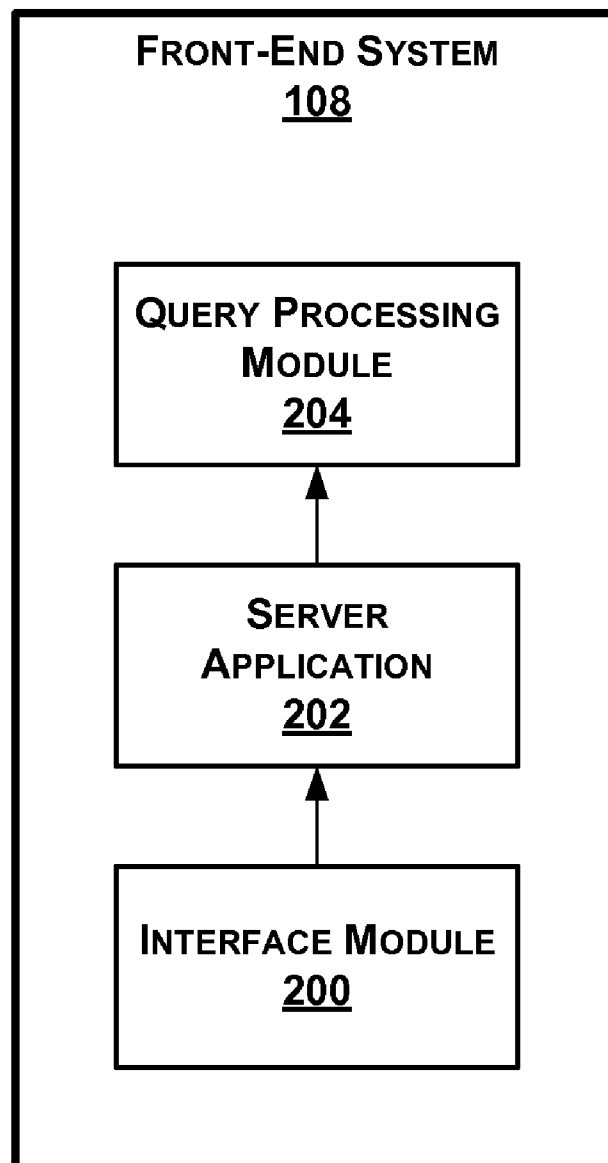 FRONT-END SYSTEM
108
QUERY PROCESSING
MODULE
204
SERVER
APPLICATION
202
INTERFACE MODULE
200